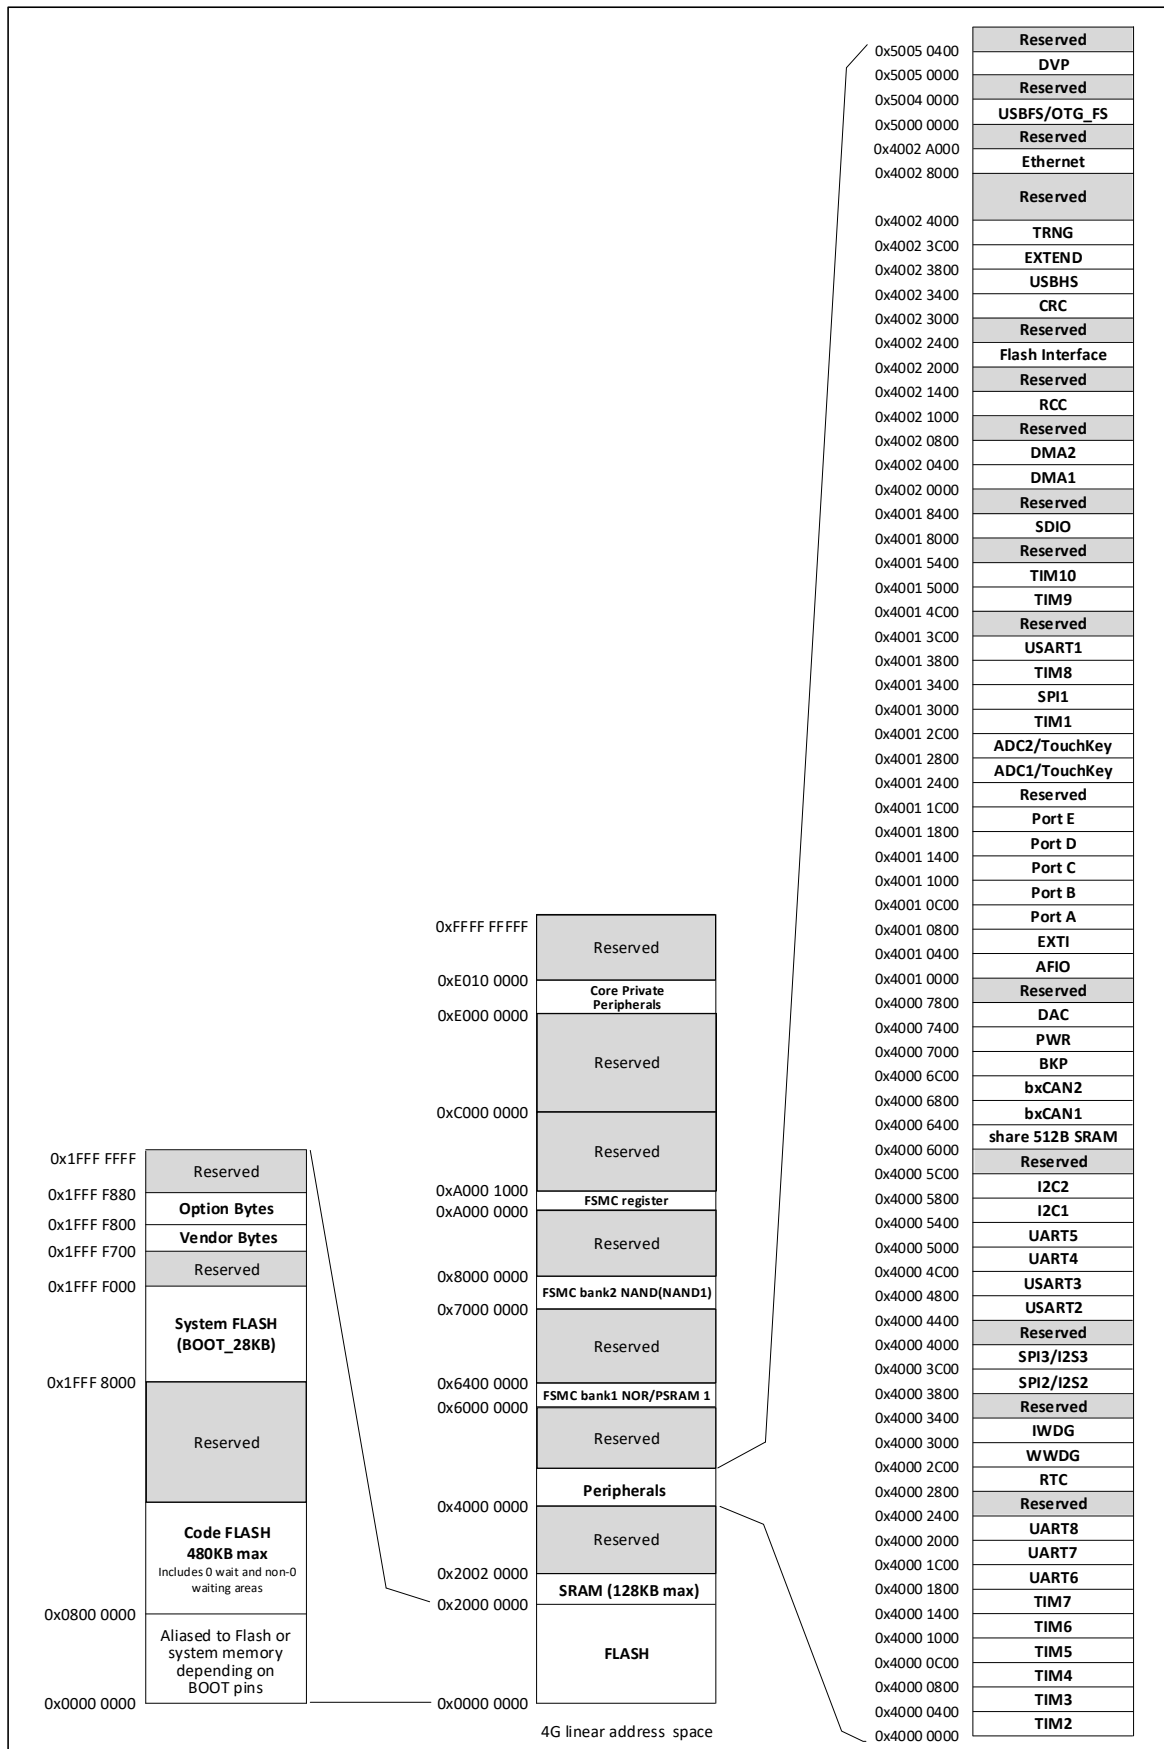 Reserved
0x5005 0400
DVP
0x5005 0000
Reserved
0x5004 0000
USBFS/OTG_FS
0x5000 0000
Reserved
0x4002 A000
Ethernet
0x4002 8000
Reserved
0x4002 4000
TRNG
0x4002 3C00
EXTEND
0x4002 3800
USBHS
0x4002 3400
CRC
0x4002 3000
Reserved
0x4002 2400
Flash Interface
0x4002 2000
Reserved
0x4002 1400
RCC
0x4002 1000
Reserved
0x4002 0800
DMA2
0x4002 0400
DMA1
0x4002 0000
Reserved
0x4001 8400
SDIO
0x4001 8000
Reserved
0x4001 5400
TIM10
0x4001 5000
TIM9
0x4001 4C00
Reserved
0x4001 3C00
USART1
0x4001 3800
TIM8
0x4001 3400
SPI1
0x4001 3000
TIM1
0x4001 2C00
ADC2/TouchKey
0x4001 2800
ADC1/TouchKey
0x4001 2400
Reserved
0x4001 1C00
Port E
0x4001 1800
Port D
0x4001 1400
Port C
0x4001 1000
Port B
0x4001 0C00
Port A
0x4001 0800
EXTI
0x4001 0400
AFIO
0x4001 0000
Reserved
0x4000 7800
DAC
0x4000 7400
PWR
0x4000 7000
BKP
0x4000 6C00
bxCAN2
0x4000 6800
bxCAN1
0x4000 6400
share 512B SRAM
0x4000 6000
Reserved
0x4000 5C00
I2C2
0x4000 5800
I2C1
0x4000 5400
UART5
0x4000 5000
UART4
0x4000 4C00
USART3
0x4000 4800
USART2
0x4000 4400
Reserved
0x4000 4000
SPI3/I2S3
0x4000 3C00
SPI2/I2S2
0x4000 3800
Reserved
0x4000 3400
IWDG
0x4000 3000
WWDG
0x4000 2C00
RTC
0x4000 2800
Reserved
0x4000 2400
UART8
0x4000 2000
UART7
0x4000 1C00
UART6
0x4000 1800
TIM7
0x4000 1400
TIM6
0x4000 1000
TIM5
0x4000 0C00
TIM4
0x4000 0800
TIM3
0x4000 0400
TIM2
0x4000 0000
0xFFFF FFFFF
Reserved
0xE010 0000
Core Private
Peripherals
0xE000 0000
Reserved
0xC000 0000
Reserved
0xA000 1000
FSMC register
0xA000 0000
Reserved
0x8000 0000
FSMC bank2 NAND(NAND1)
0x7000 0000
Reserved
0x6400 0000
FSMC bank1 NOR/PSRAM 1
0x6000 0000
Reserved
Peripherals
0x4000 0000
Reserved
0x2002 0000
SRAM (128KB max)
0x2000 0000
FLASH
0x0000 0000
4G linear address space
0x1FFF FFFF
Reserved
0x1FFF F880
Option Bytes
0x1FFF F800
Vendor Bytes
0x1FFF F700
Reserved
0x1FFF F000
System FLASH
(BOOT_28KB)
0x1FFF 8000
Reserved
Code FLASH
480KB max
Includes 0 wait and non-0
waiting areas
0x0800 0000
Aliased to Flash or
system memory
depending on
BOOT pins
0x0000 0000